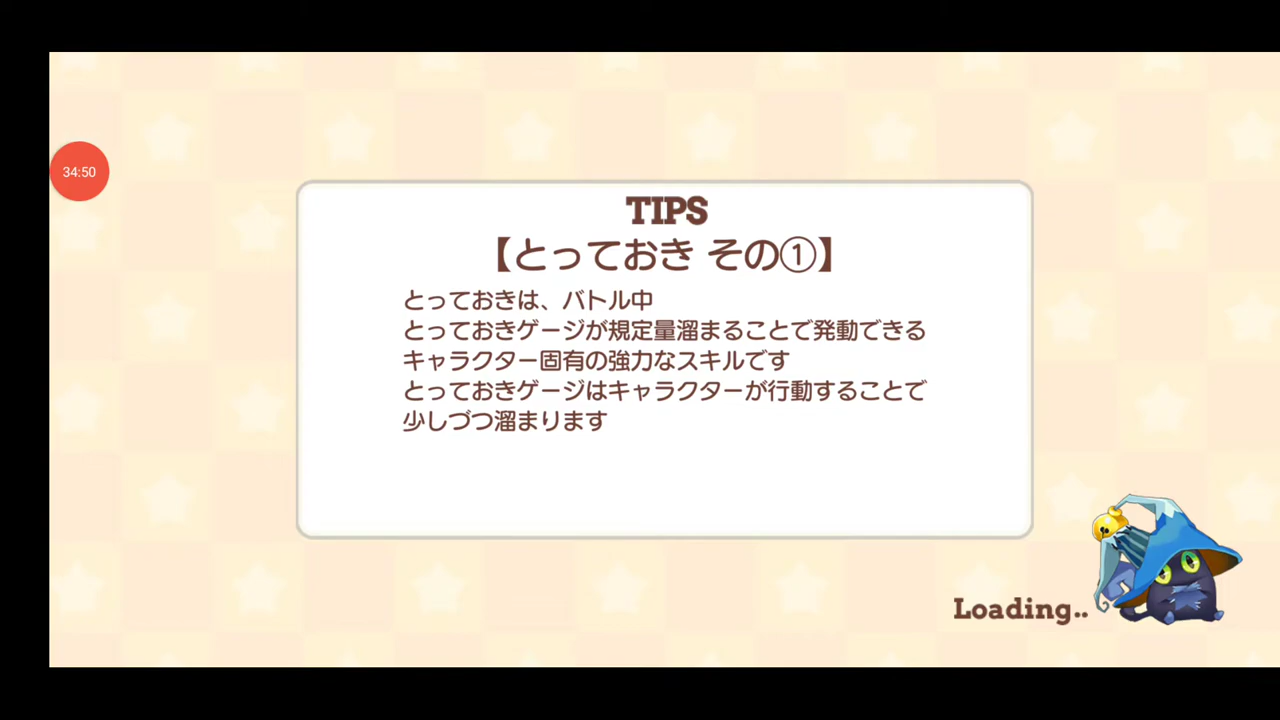 34:50
TIPS
【とっておき その①】
とっておきは、バトル中
とっておきゲージが規定量溜まることで発動できる
キャラクター固有の強力なスキルです
とっておきゲージはキャラクターが行動することで
少しづつ溜まります
Loading..